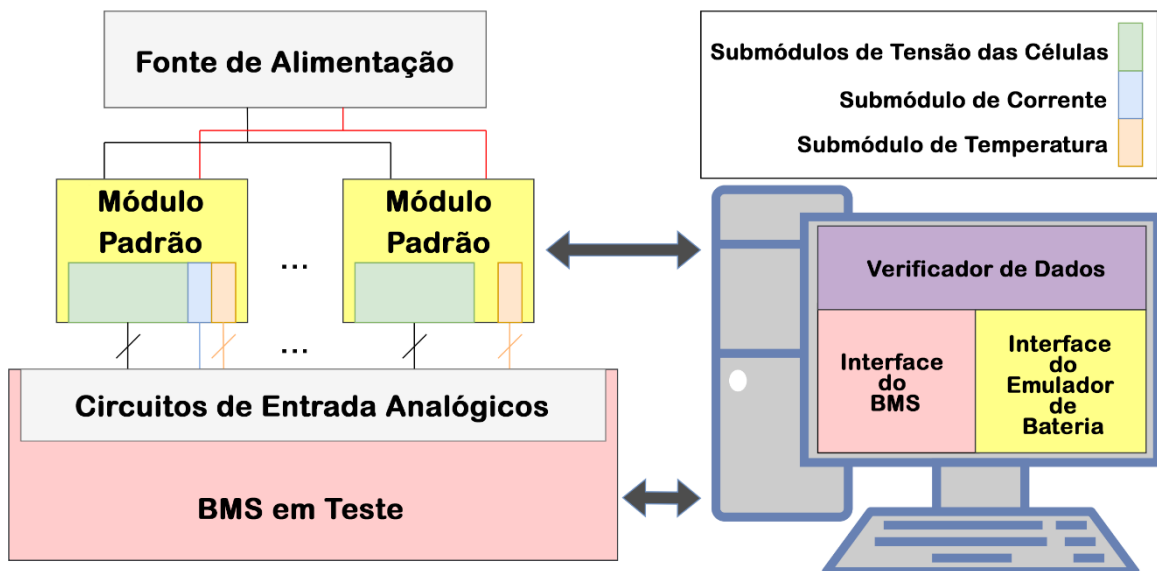 Fonte de Alimentação
Submódulos de Tensão das Células
Submódulo de Corrente
Submódulo de Temperatura
Módulo
Padrão
...
Módulo
Padrão
...
Circuitos de Entrada Analógicos
BMS em Teste
Verificador de Dados
Interface
do
BMS
Interface
do
Emulador
de
Bateria